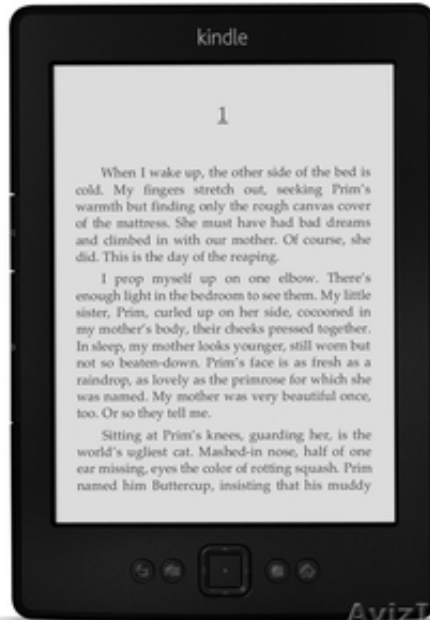 kindle
1
When I wake up, the other side of the bed is
cold. My fingers stretch out, seeking Prim's
warmth but finding only the rough canvas cover
of the mattress. She must have had bad dreams
and climbed in with our mother. Of course, she
did. This is the day of the reaping.
I prop myself up on one elbow. There's
enough light in the bedroom to see them. My little
sister, Prim, curled up on her side, cocooned in
my mother's body, their cheeks pressed together.
In sleep, my mother looks younger, still worn but
not so beaten-down. Prim's face is as fresh as a
raindrop, as lovely as the primrose for which she
was named. My mother was very beautiful once,
too. Or so they tell me.
Sitting at Prim's knees, guarding her, is the
world's ugliest cat. Mashed-in nose, half of one
ear missing, eyes the color of rotting squash. Prim
named him Buttercup, insisting that his muddy